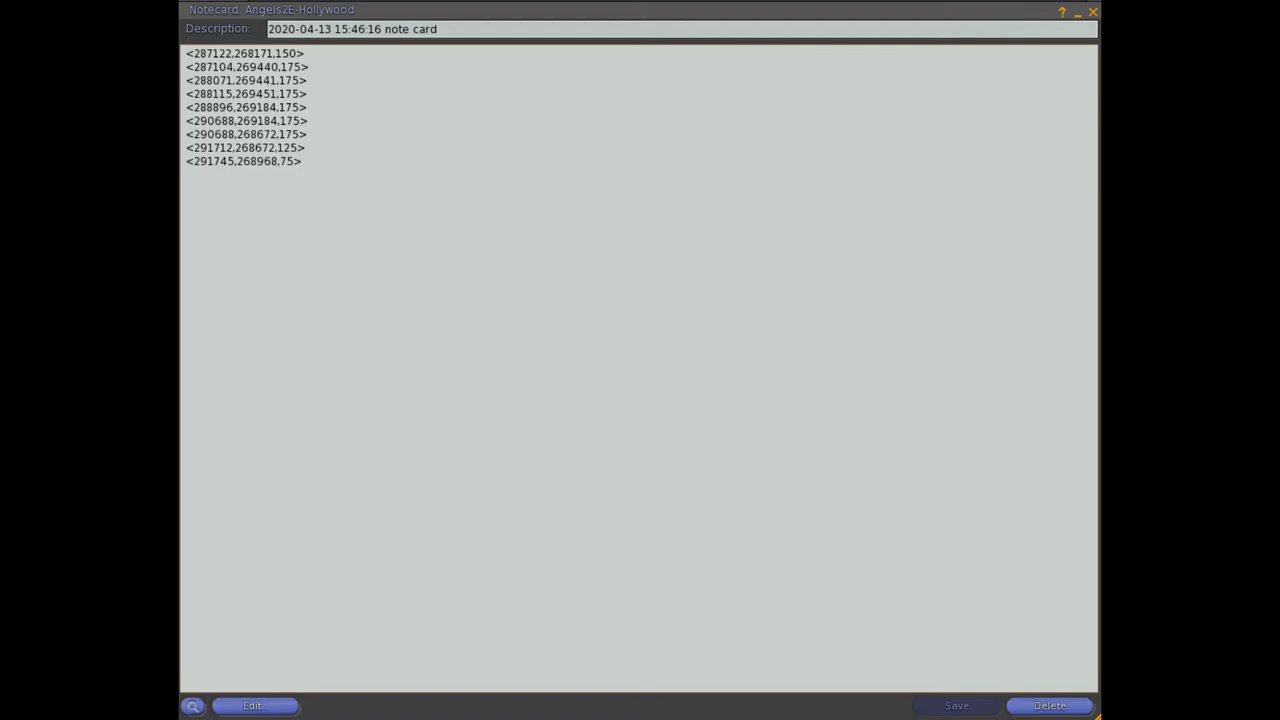 Notecard: Angels2E-Hollywood
? _ X
Description: 2020-04-13 15:46:16 note card
<287122,268171,150>
<287104,269440,175>
<288071,269441,175>
<288115,269451,175>
<288896,269184,175>
<290688,269184,175>
<290688,268672,175>
<291712,268672,125>
<291745,268968,75>
Edit... Save Delete